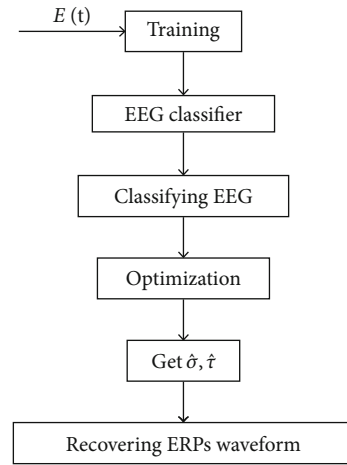 E (t)
Training
EEG classifier
Classifying EEG
Optimization
Get σ̂, τ̂
Recovering ERPs waveform